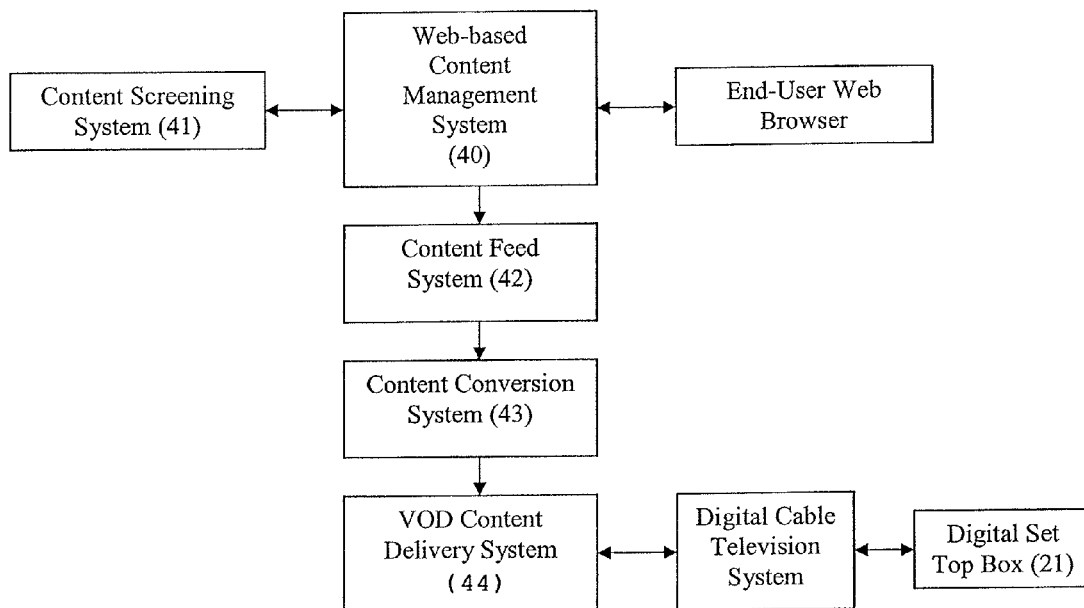 Web-based
Content
Management
System
(40)
Content Screening
System (41)
End-User Web
Browser
Content Feed
System (42)
Content Conversion
System (43)
VOD Content
Delivery System
(44)
Digital Cable
Television
System
Digital Set
Top Box (21)